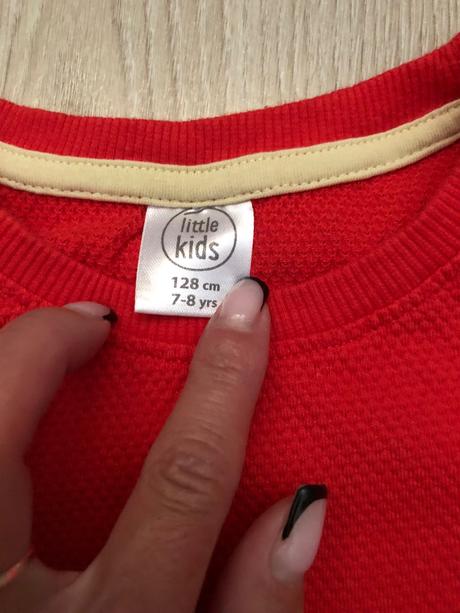 little
kids
128 cm
7-8 yrs